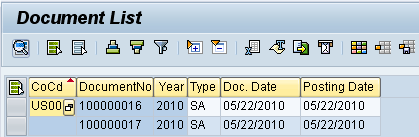 Document List
CoCd DocumentNo Year Type Doc. Date Posting Date
US00 100000016 2010 SA 05/22/2010 05/22/2010
100000017 2010 SA 05/22/2010 05/22/2010